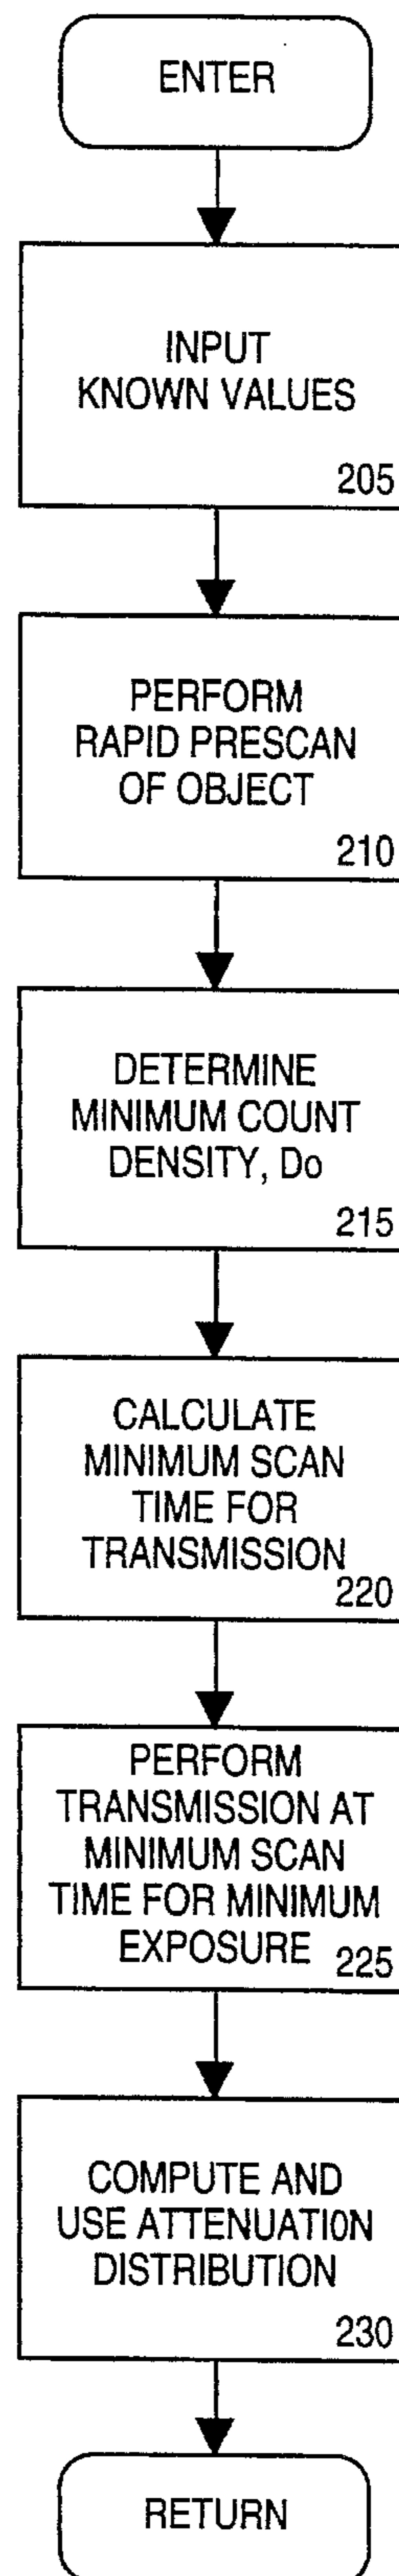 ENTER
INPUT
KNOWN VALUES
205
PERFORM
RAPID PRESCAN
OF OBJECT
210
DETERMINE
MINIMUM COUNT
DENSITY, Do
215
CALCULATE
MINIMUM SCAN
TIME FOR
TRANSMISSION
220
PERFORM
TRANSMISSION AT
MINIMUM SCAN
TIME FOR MINIMUM
EXPOSURE 225
COMPUTE AND
USE ATTENUATION
DISTRIBUTION
230
RETURN